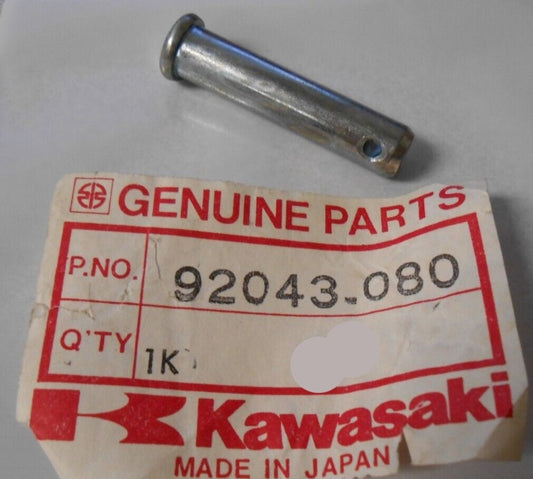 GENUINE PARTS
P.NO. 92043-080
Q'TY 1K
Kawasaki
MADE IN JAPAN